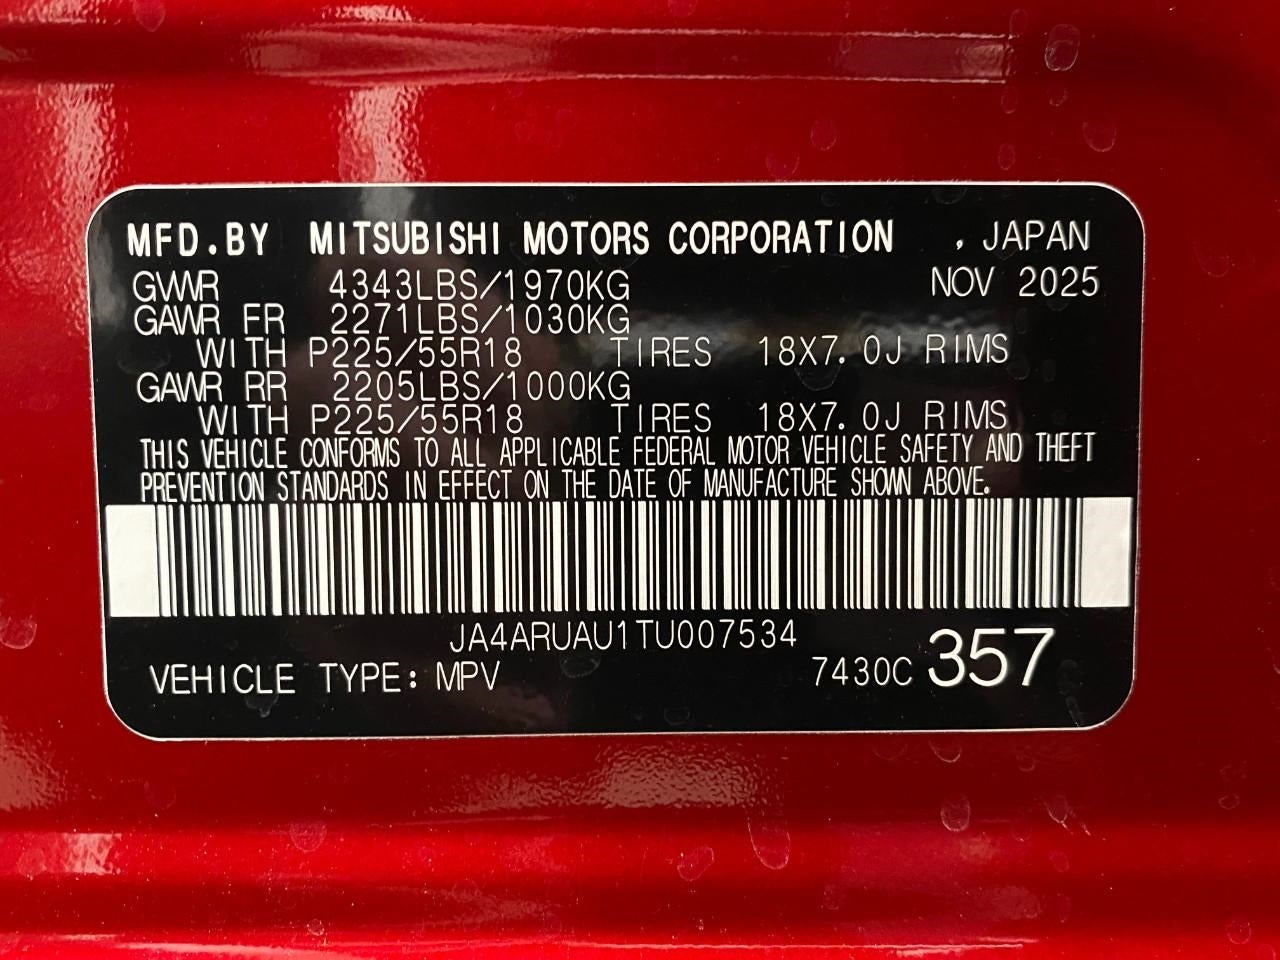 MFD.BY MITSUBISHI MOTORS CORPORATION , JAPAN
GVWR 4343LBS/1970KG NOV 2025
GAWR FR 2271LBS/1030KG
WITH P225/55R18 TIRES 18X7.0J RIMS
GAWR RR 2205LBS/1000KG
WITH P225/55R18 TIRES 18X7.0J RIMS
THIS VEHICLE CONFORMS TO ALL APPLICABLE FEDERAL MOTOR VEHICLE SAFETY AND THEFT
PREVENTION STANDARDS IN EFFECT ON THE DATE OF MANUFACTURE SHOWN ABOVE.
JA4ARUAU1TU007534
VEHICLE TYPE: MPV 7430C 357